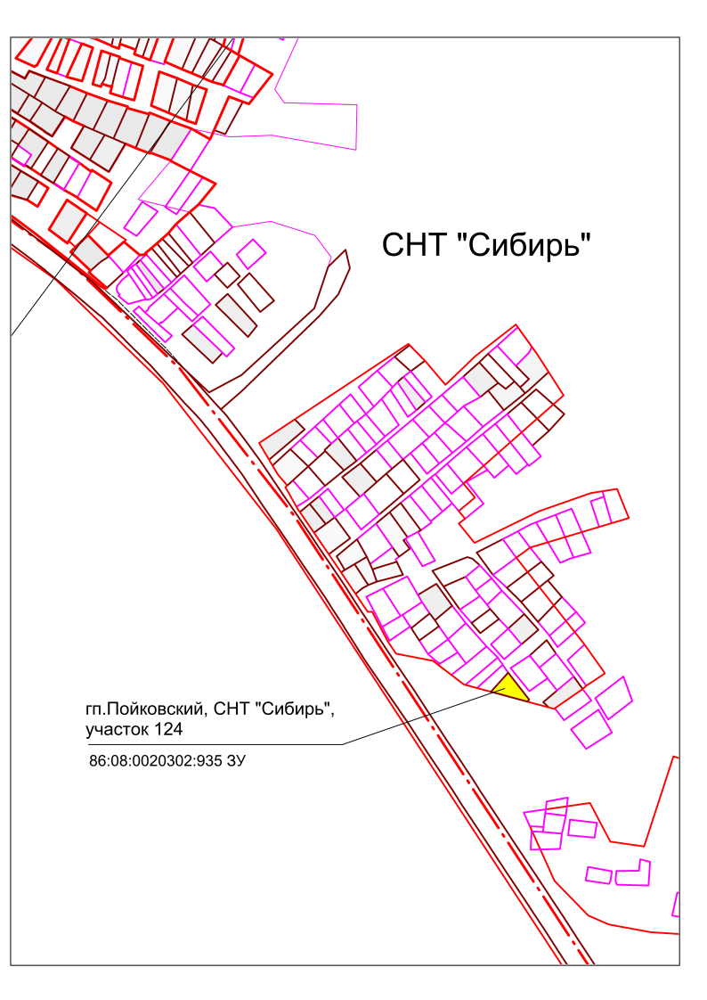 СНТ "Сибирь"
гп.Пойковский, СНТ "Сибирь",
участок 124
86:08:0020302:935 ЗУ